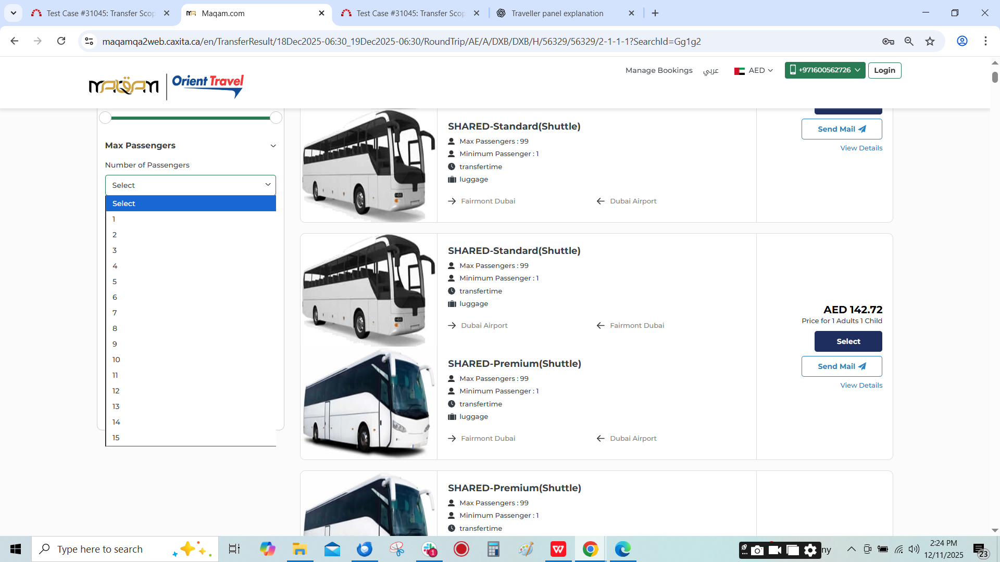 Test Case #31045: Transfer Scop
Maqam.com
Test Case #31045: Transfer Scop
Traveller panel explanation
maqamqa2web.caxita.ca/en/TransferResult/18Dec2025-06:30_19Dec2025-06:30/RoundTrip/AE/A/DXB/DXB/H/56329/56329/2-1-1-1?SearchId=Gg1g2
Manage Bookings
عربي
AED
+971600562726
Login
maqam
Orient Travel
Max Passengers
Number of Passengers
Select
Select
1
2
3
4
5
6
7
8
9
10
11
12
13
14
15
SHARED-Standard(Shuttle)
Max Passengers : 99
Minimum Passenger : 1
transfertime
luggage
Fairmont Dubai
Dubai Airport
Send Mail
View Details
SHARED-Standard(Shuttle)
Max Passengers : 99
Minimum Passenger : 1
transfertime
luggage
Dubai Airport
Fairmont Dubai
SHARED-Premium(Shuttle)
Max Passengers : 99
Minimum Passenger : 1
transfertime
luggage
Fairmont Dubai
Dubai Airport
AED 142.72
Price for 1 Adults 1 Child
Select
Send Mail
View Details
SHARED-Premium(Shuttle)
Max Passengers : 99
Minimum Passenger : 1
transfertime
Type here to search
1
ny
2:24 PM
12/11/2025
23